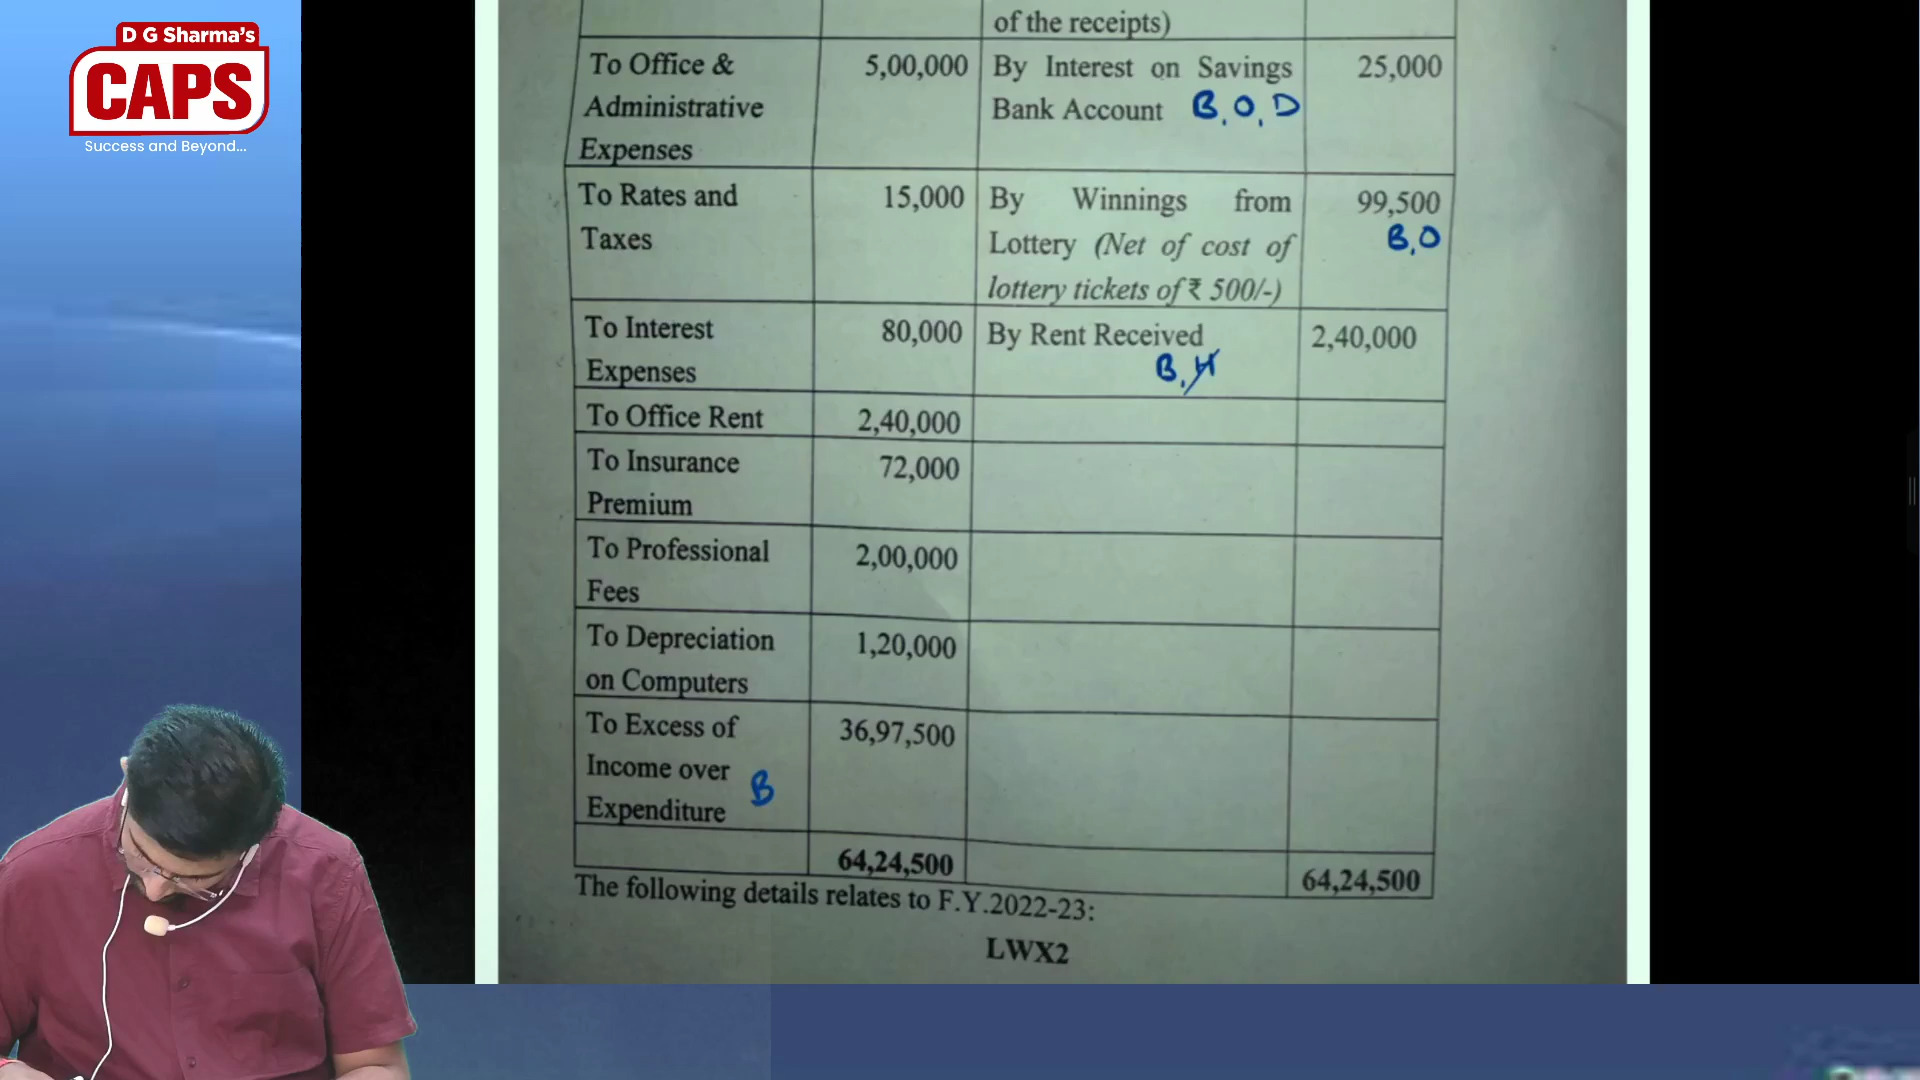 D G Sharma's
CAPS
Success and Beyond...
of the receipts)
To Office & 5,00,000 By Interest on Savings 25,000
Administrative Bank Account B, O, D
Expenses
To Rates and 15,000 By Winnings from 99,500
Taxes Lottery (Net of cost of B,O
lottery tickets of ₹ 500/-)
To Interest 80,000 By Rent Received 2,40,000
Expenses B, H
To Office Rent 2,40,000
To Insurance 72,000
Premium
To Professional 2,00,000
Fees
To Depreciation 1,20,000
on Computers
To Excess of 36,97,500
Income over B
Expenditure
64,24,500 64,24,500
The following details relates to F.Y.2022-23:
LWX2